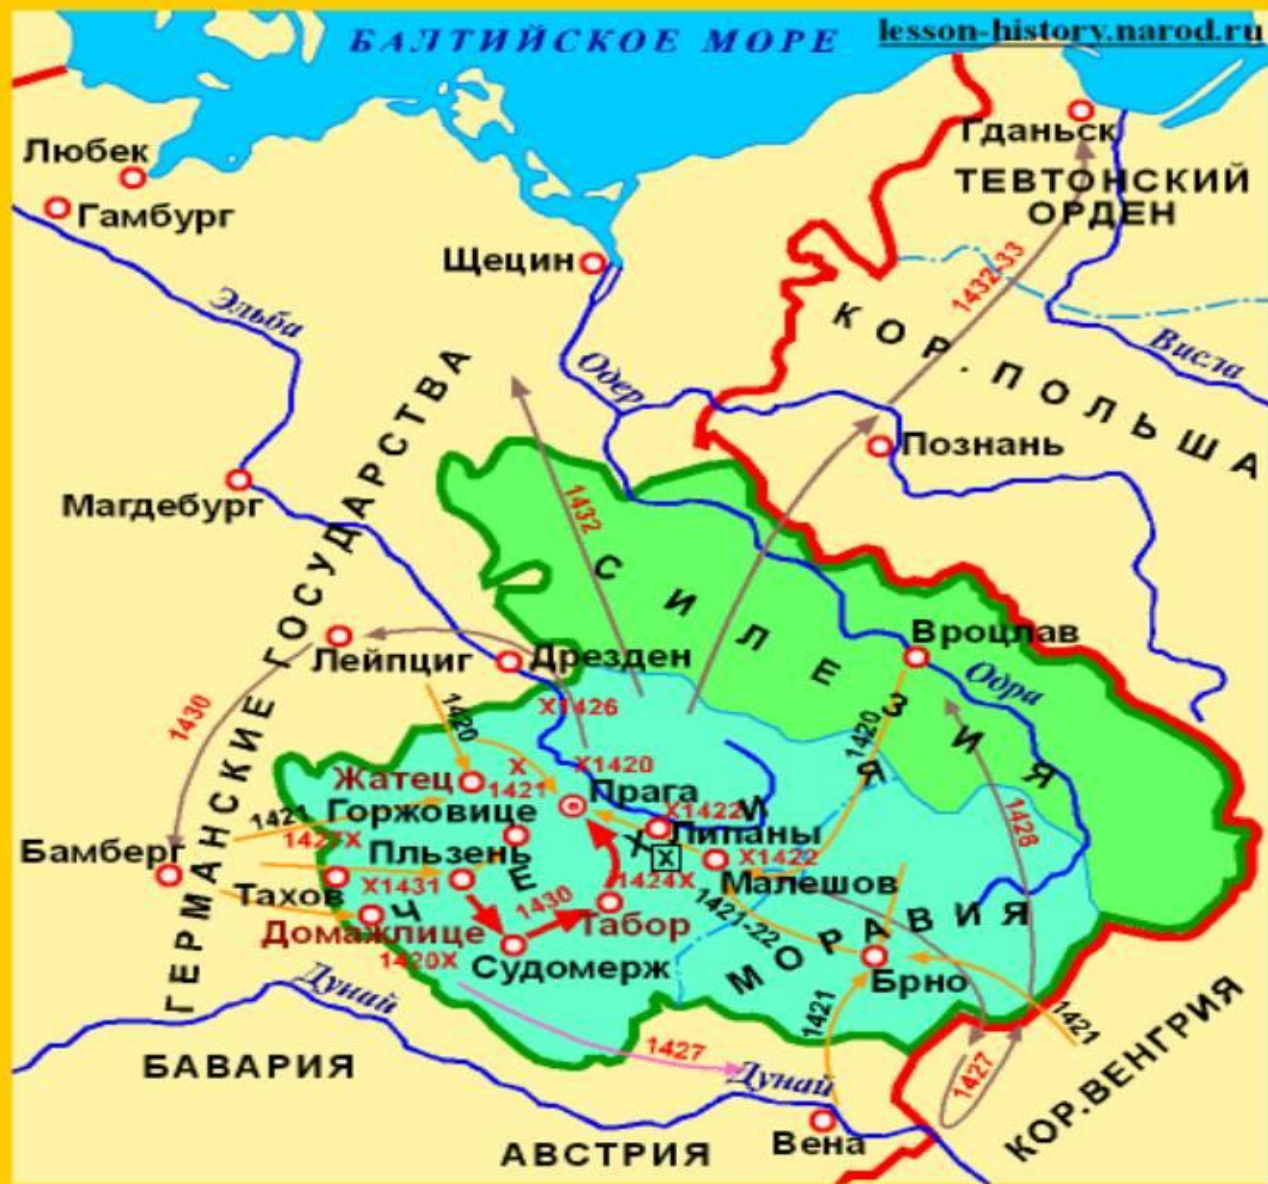 БАЛТИЙСКОЕ МОРЕ
lesson-history.narod.ru
Любек
Гамбург
Гданьск
ТЕВТОНСКИЙ
ОРДЕН
Щецин
Эльба
1432-33
КОР. ПОЛЬША
Висла
Одер
Познань
Магдебург
ГЕРМАНСКИЕ ГОСУДАРСТВА
1432
СИЛЕЗИЯ
Вроцлав
Одра
Лейпциг
Дрезден
1430
1420
X1426
1420
Жатец
X
1421
X1420
Прага
Горжовице
1421
1427X
X1422
Липаны
X
Бамберг
Пльзень
X1422
Малешов
1428
Тахов
X1431
1424X
ЧЕХИЯ
1430
Табор
1421-22
МОРАВИЯ
Домажлице
1420X
Судомерж
Брно
Дунай
1421
1421
1427
1427
Дунай
БАВАРИЯ
КОР.ВЕНГРИЯ
АВСТРИЯ
Вена